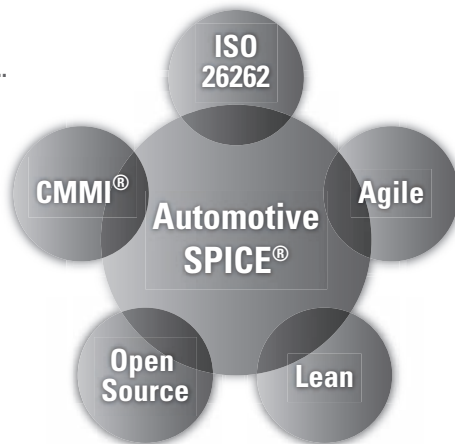 ISO
26262
CMMI®
Agile
Automotive
SPICE®
Open
Source
Lean